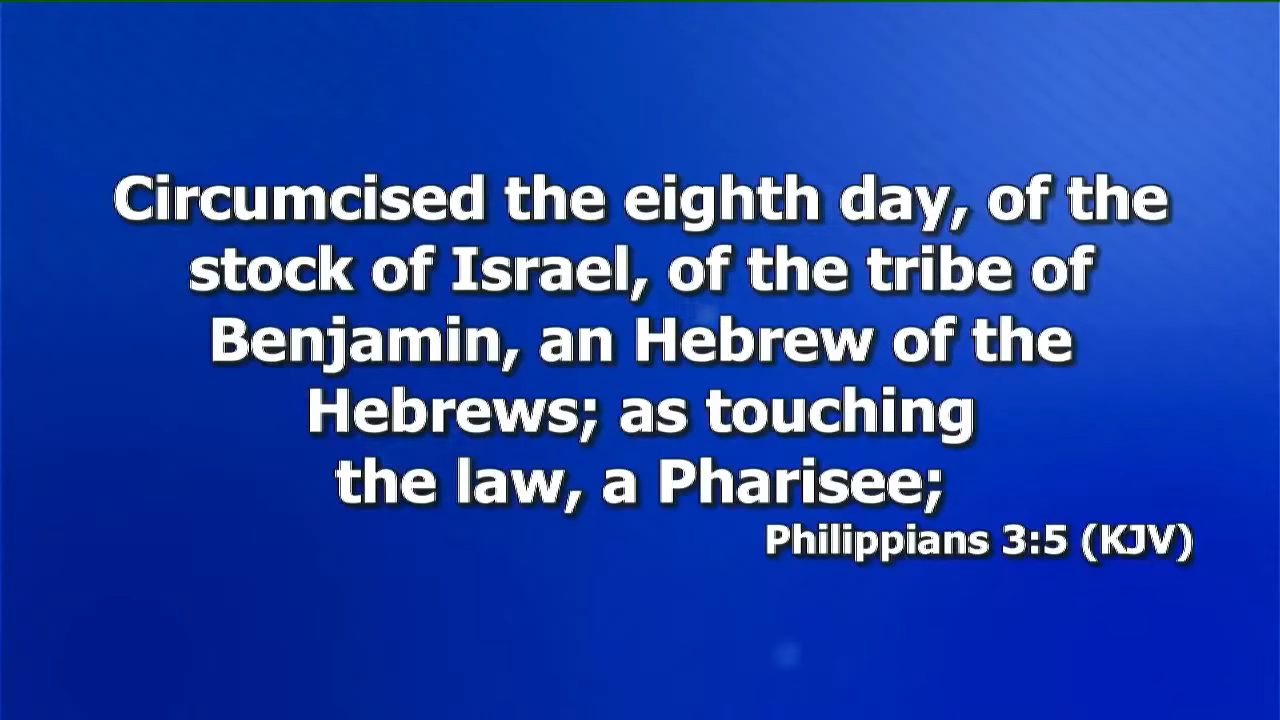 Circumcised the eighth day, of the
stock of Israel, of the tribe of
Benjamin, an Hebrew of the
Hebrews; as touching
the law, a Pharisee;
Philippians 3:5 (KJV)